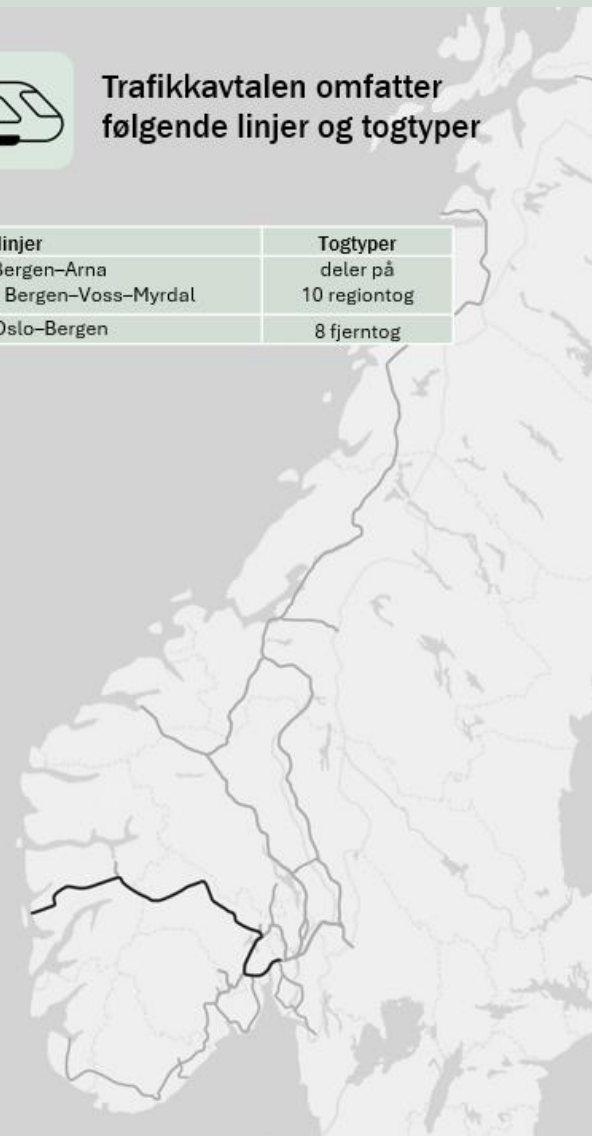 Trafikkavtalen omfatter
følgende linjer og togtyper
linjer Togtyper
Bergen–Arna deler på
Bergen–Voss–Myrdal 10 regiontog
Oslo–Bergen 8 fjerntog